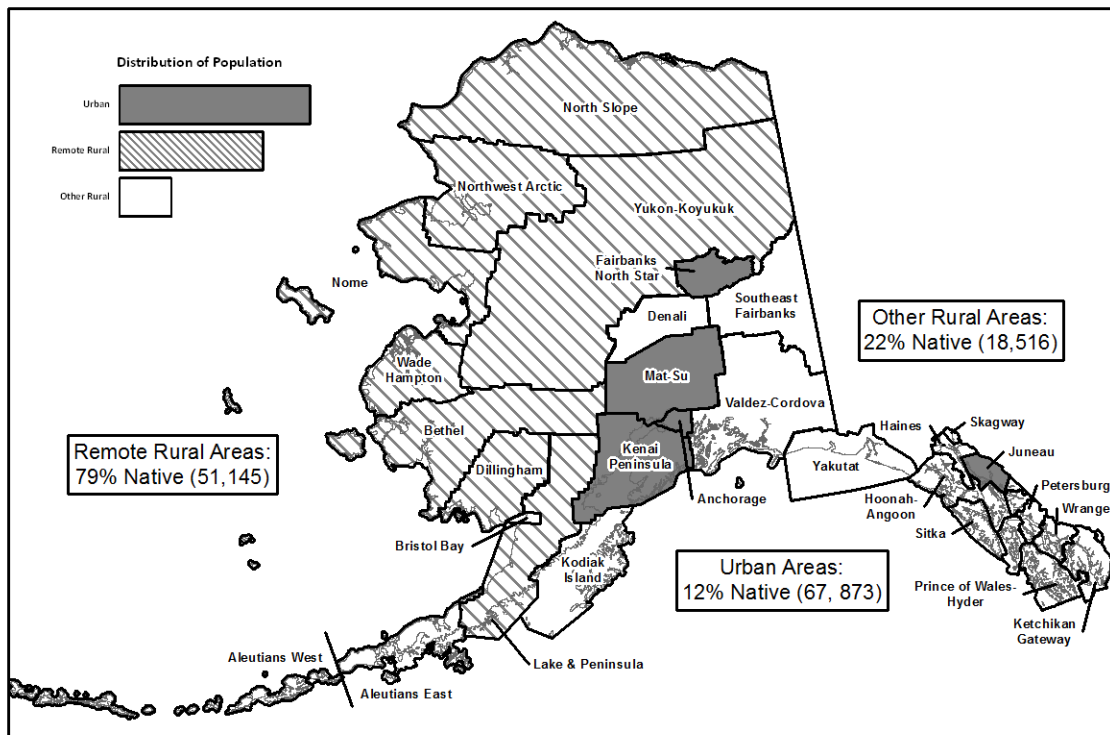 Distribution of Population
Urban
Remote Rural
Other Rural
North Slope
Northwest Arctic
Yukon-Koyukuk
Fairbanks
North Star
Nome
Denali
Southeast
Fairbanks
Other Rural Areas:
22% Native (18,516)
Wade
Hampton
Mat-Su
Valdez-Cordova
Bethel
Haines
Skagway
Remote Rural Areas:
79% Native (51,145)
Kenai
Peninsula
Juneau
Dillingham
Yakutat
Petersburg
Anchorage
Hoonah-
Angoon
Wrange
Sitka
Bristol Bay
Kodiak
Island
Urban Areas:
12% Native (67, 873)
Prince of Wales-
Hyder
Ketchikan
Gateway
Aleutians West
Lake & Peninsula
Aleutians East